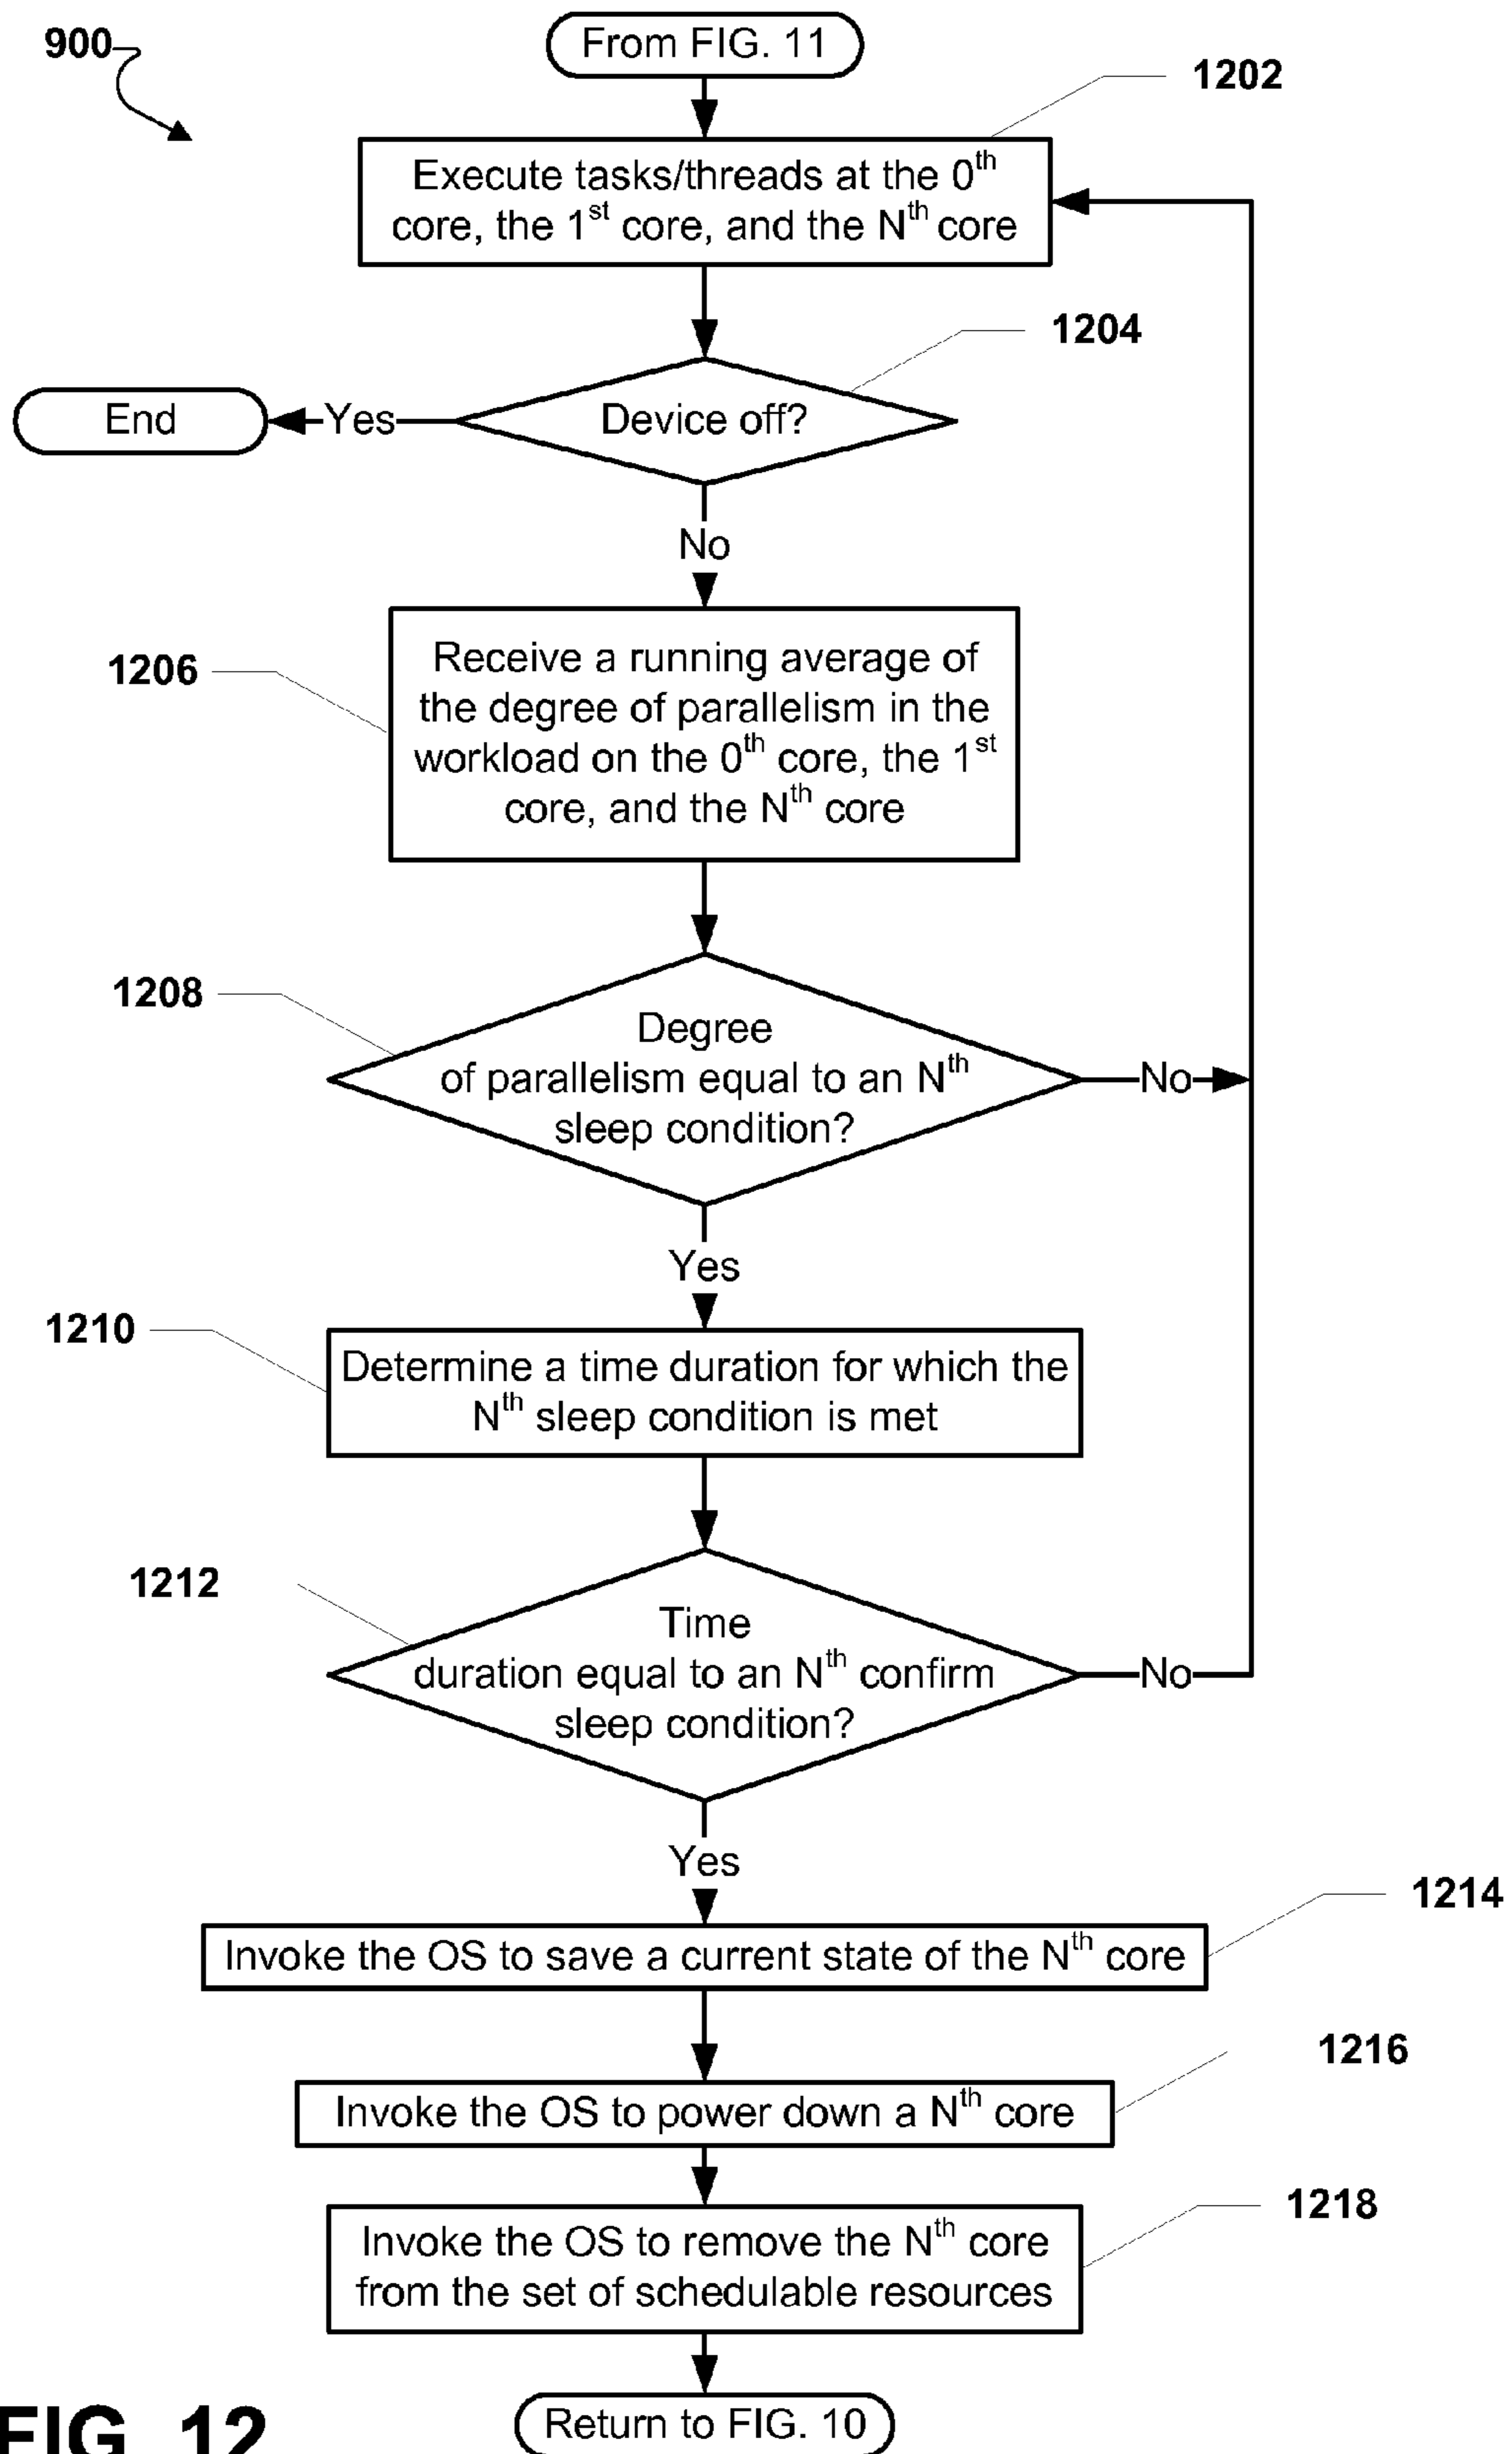 900
From FIG. 11
1202
Execute tasks/threads at the 0th
core, the 1st core, and the Nth core
1204
Device off?
Yes
End
No
1206
Receive a running average of
the degree of parallelism in the
workload on the 0th core, the 1st
core, and the Nth core
1208
Degree
of parallelism equal to an Nth
sleep condition?
No
Yes
1210
Determine a time duration for which the
Nth sleep condition is met
1212
Time
duration equal to an Nth confirm
sleep condition?
No
Yes
1214
Invoke the OS to save a current state of the Nth core
1216
Invoke the OS to power down a Nth core
1218
Invoke the OS to remove the Nth core
from the set of schedulable resources
Return to FIG. 10
FIG. 12